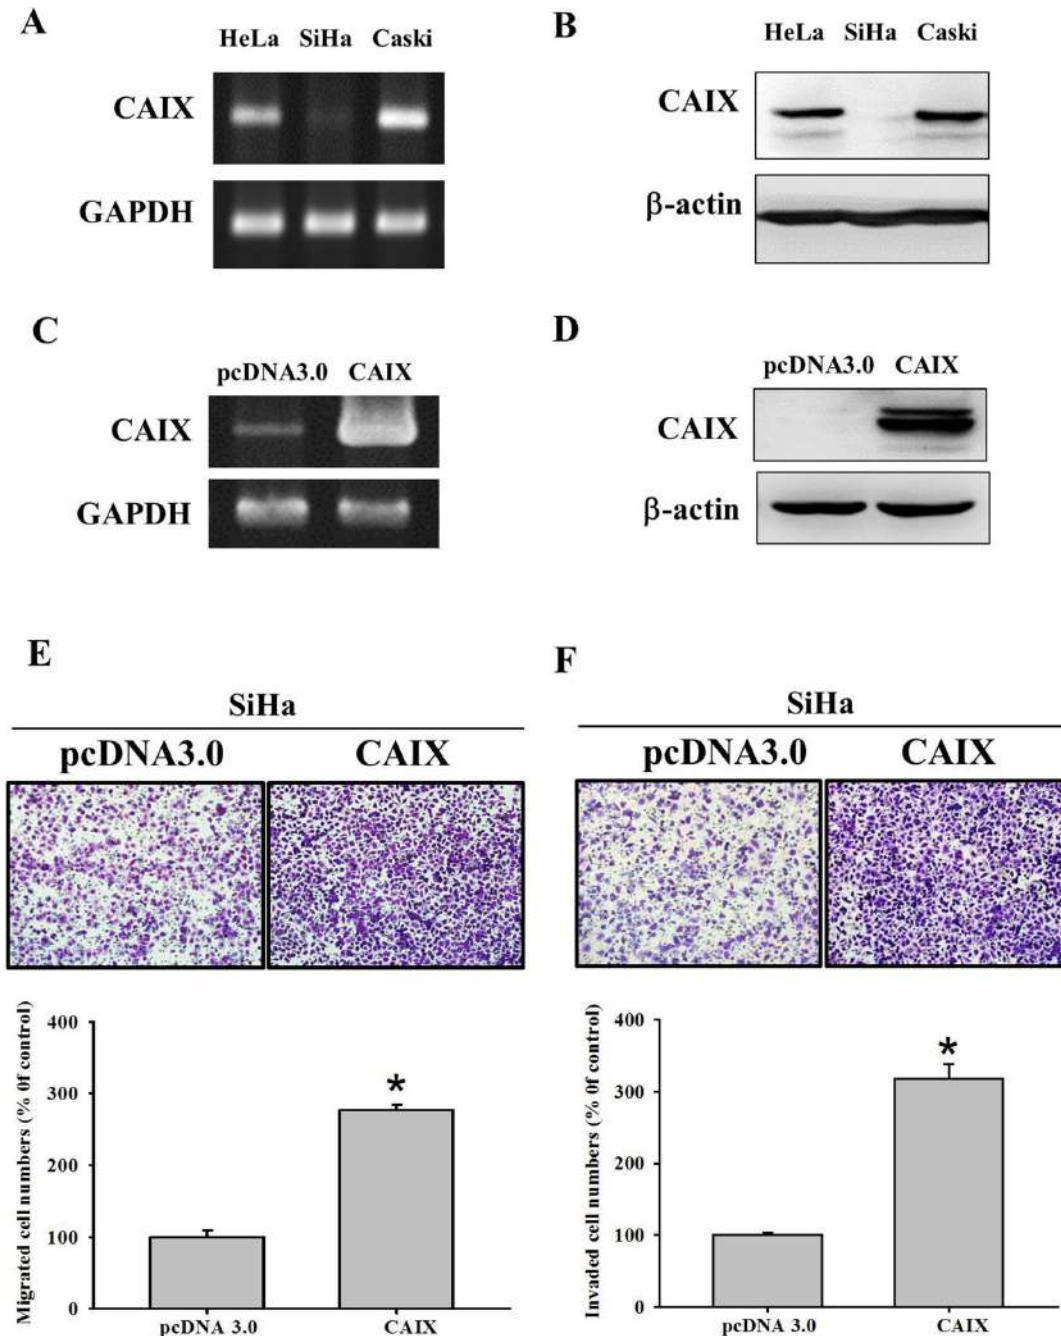 A
HeLa SiHa Caski
CAIX
GAPDH
B
HeLa SiHa Caski
CAIX
β-actin
C
pcDNA3.0 CAIX
CAIX
GAPDH
D
pcDNA3.0 CAIX
CAIX
β-actin
E
SiHa
pcDNA3.0 CAIX
Migrated cell numbers (% 0f control)
400
300
200
100
0
*
pcDNA 3.0 CAIX
F
SiHa
pcDNA3.0 CAIX
Invaded cell numbers (% 0f control)
400
300
200
100
0
*
pcDNA 3.0 CAIX